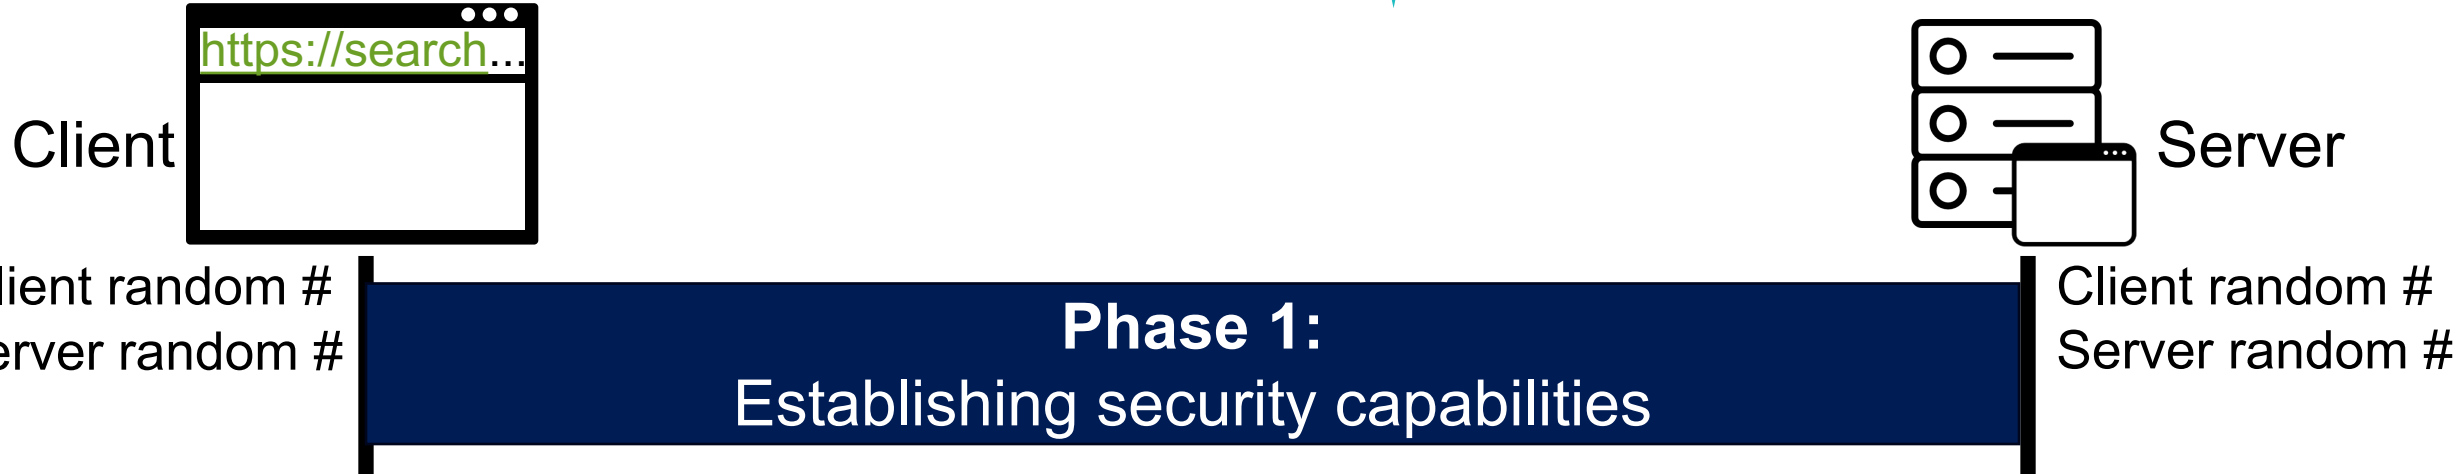 https://search...
Client
Server
lient random #
erver random #
Phase 1:
Establishing security capabilities
Client random #
Server random #